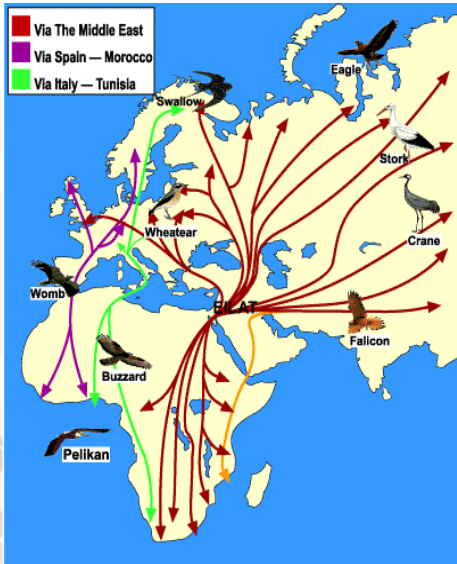 Via The Middle East
Via Spain — Morocco
Via Italy — Tunisia
Eagle
Swallow
Stork
Wheatear
Crane
Womb
EILAT
Falicon
Buzzard
Pelikan